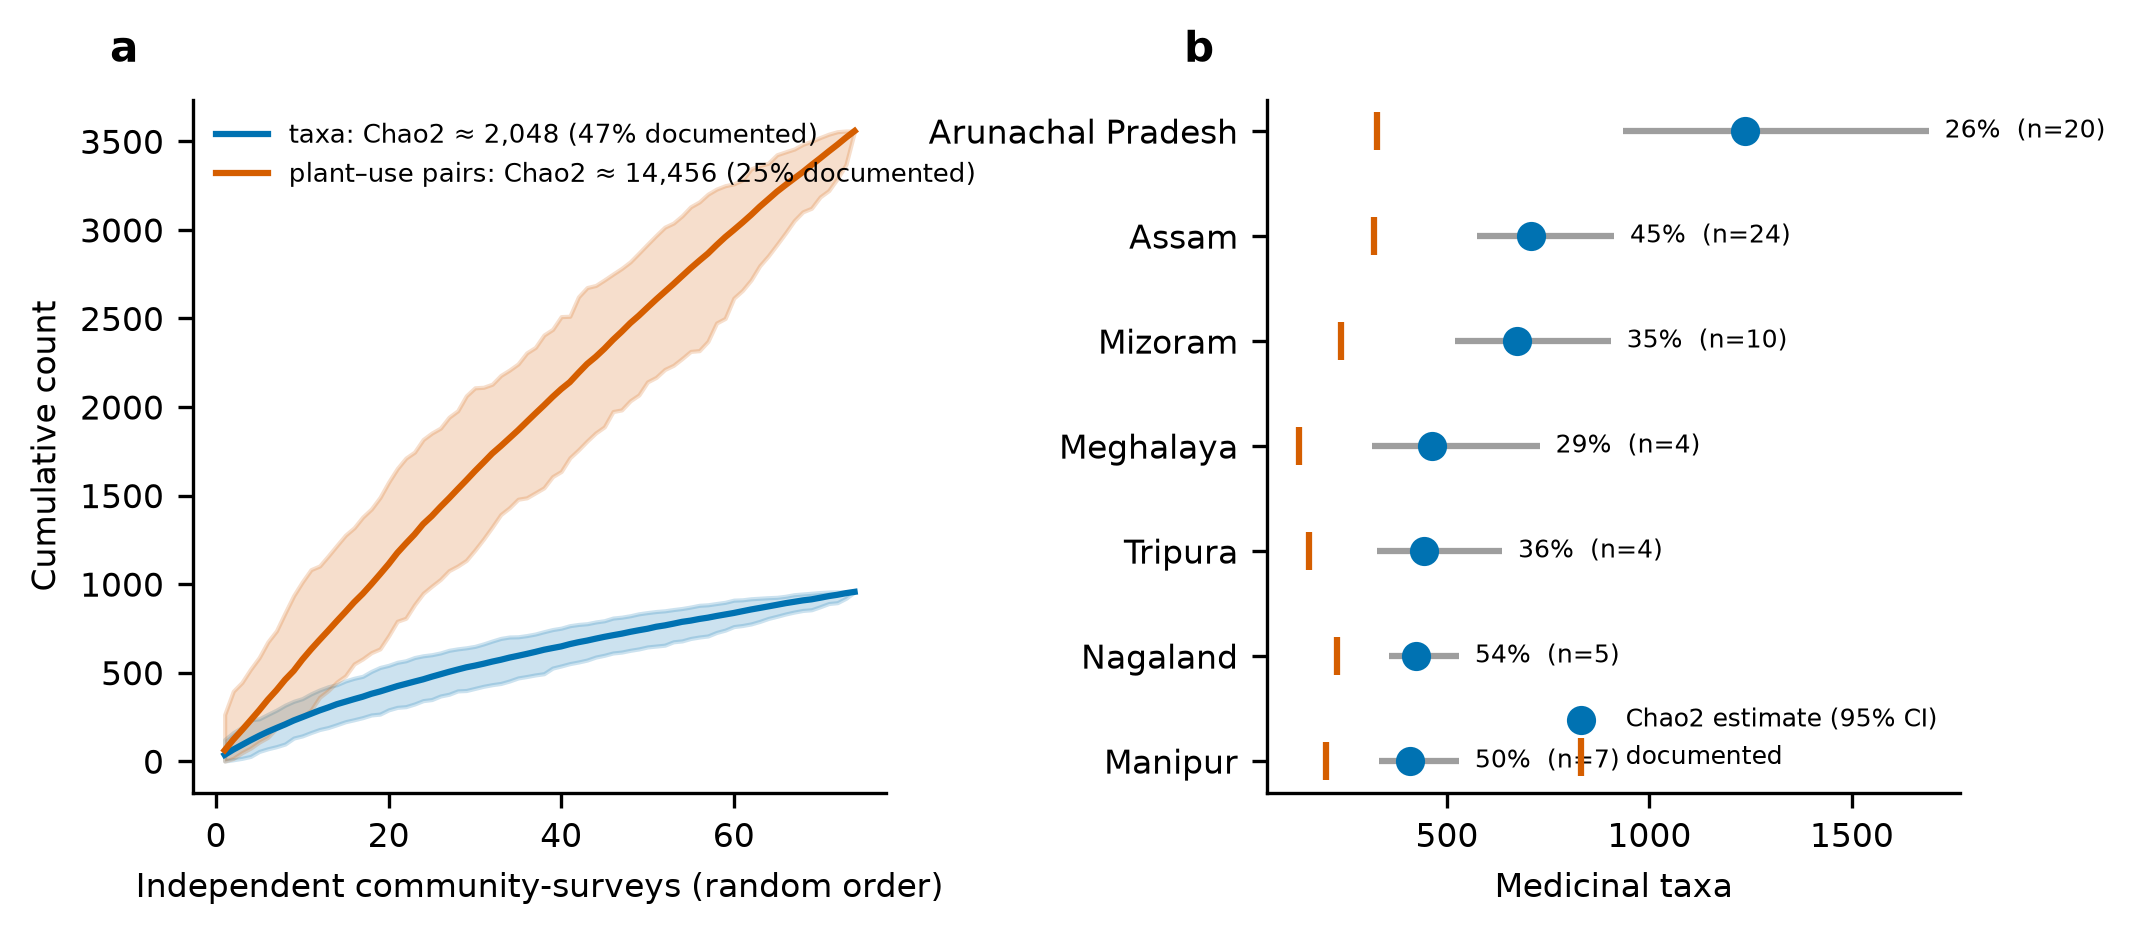 a
taxa: Chao2 ≈ 2,048 (47% documented)
plant–use pairs: Chao2 ≈ 14,456 (25% documented)
3500
3000
2500
2000
1500
1000
500
0
Cumulative count
0 20 40 60
Independent community-surveys (random order)
b
Arunachal Pradesh 26% (n=20)
Assam 45% (n=24)
Mizoram 35% (n=10)
Meghalaya 29% (n=4)
Tripura 36% (n=4)
Nagaland 54% (n=5)
Chao2 estimate (95% CI)
documented
Manipur 50% (n=7)
500 1000 1500
Medicinal taxa